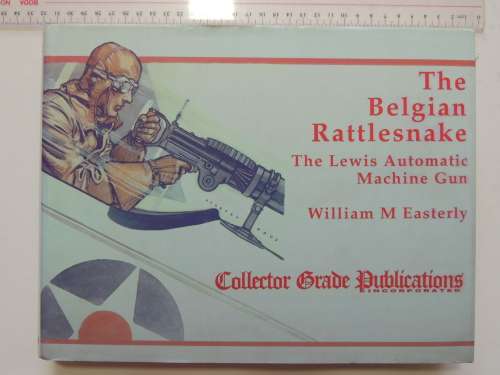 The
Belgian
Rattlesnake
The Lewis Automatic
Machine Gun
William M Easterly
Collector Grade Publications
INCORPORATED